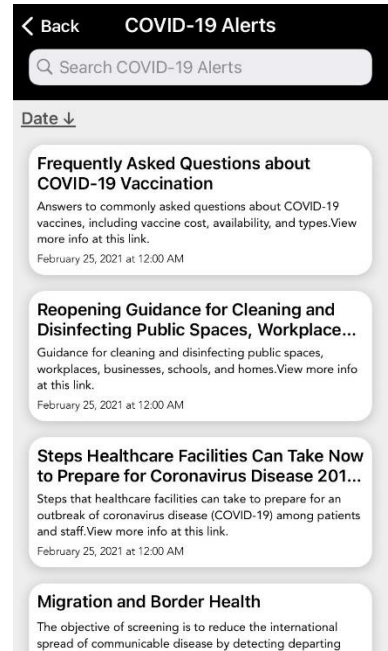 Back COVID-19 Alerts
Search COVID-19 Alerts
Date ↓
Frequently Asked Questions about
COVID-19 Vaccination
Answers to commonly asked questions about COVID-19
vaccines, including vaccine cost, availability, and types.View
more info at this link.
February 25, 2021 at 12:00 AM
Reopening Guidance for Cleaning and
Disinfecting Public Spaces, Workplace...
Guidance for cleaning and disinfecting public spaces,
workplaces, businesses, schools, and homes.View more info
at this link.
February 25, 2021 at 12:00 AM
Steps Healthcare Facilities Can Take Now
to Prepare for Coronavirus Disease 201...
Steps that healthcare facilities can take to prepare for an
outbreak of coronavirus disease (COVID-19) among patients
and staff.View more info at this link.
February 25, 2021 at 12:00 AM
Migration and Border Health
The objective of screening is to reduce the international
spread of communicable disease by detecting departing